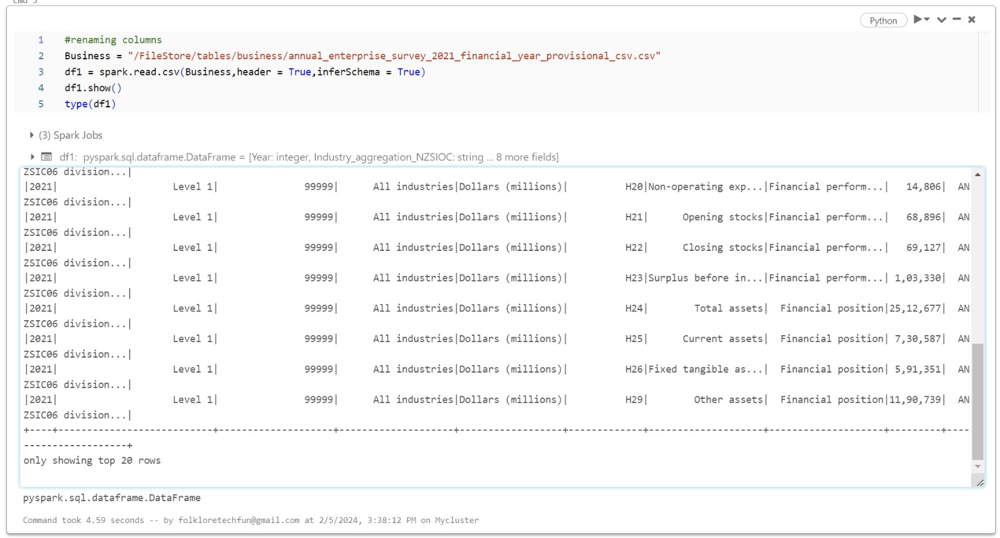 Python
1 #renaming columns
2 Business = "/FileStore/tables/business/annual_enterprise_survey_2021_financial_year_provisional_csv.csv"
3 df1 = spark.read.csv(Business,header = True,inferSchema = True)
4 df1.show()
5 type(df1)
(3) Spark Jobs
df1: pyspark.sql.dataframe.DataFrame = [Year: integer, Industry_aggregation_NZSIOC: string ... 8 more fields]
ZSIC06 division...|
|2021| Level 1| 99999| All industries|Dollars (millions)| H20|Non-operating exp...|Financial perform...| 14,806| AN
ZSIC06 division...|
|2021| Level 1| 99999| All industries|Dollars (millions)| H21| Opening stocks|Financial perform...| 68,896| AN
ZSIC06 division...|
|2021| Level 1| 99999| All industries|Dollars (millions)| H22| Closing stocks|Financial perform...| 69,127| AN
ZSIC06 division...|
|2021| Level 1| 99999| All industries|Dollars (millions)| H23|Surplus before in...|Financial perform...| 1,03,330| AN
ZSIC06 division...|
|2021| Level 1| 99999| All industries|Dollars (millions)| H24| Total assets| Financial position|25,12,677| AN
ZSIC06 division...|
|2021| Level 1| 99999| All industries|Dollars (millions)| H25| Current assets| Financial position| 7,30,587| AN
ZSIC06 division...|
|2021| Level 1| 99999| All industries|Dollars (millions)| H26|Fixed tangible as...| Financial position| 5,91,351| AN
ZSIC06 division...|
|2021| Level 1| 99999| All industries|Dollars (millions)| H29| Other assets| Financial position|11,90,739| AN
ZSIC06 division...|
+----+---------------------------+--------------------+--------------------+------------------+-------------+--------------------+--------------------+---------+----
------------------+
only showing top 20 rows
pyspark.sql.dataframe.DataFrame
Command took 4.59 seconds -- by folkloretechfun@gmail.com at 2/5/2024, 3:38:12 PM on Mycluster